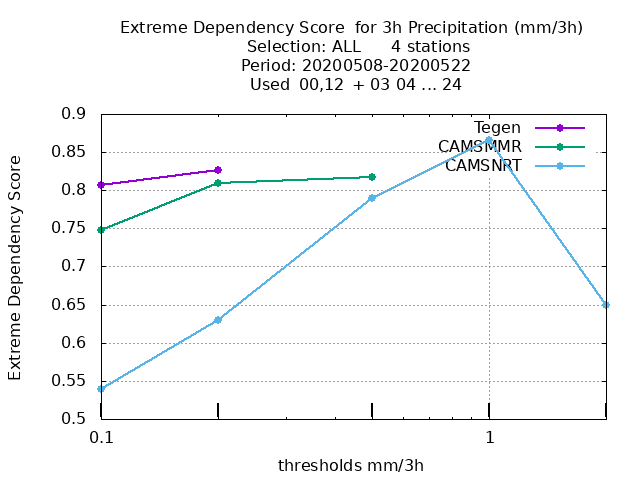 Extreme Dependency Score  for 3h Precipitation (mm/3h)
Selection: ALL      4 stations
Period: 20200508-20200522
Used  00,12  + 03 04 ... 24
Tegen
CAMSNMR
CAMSNRT
0.9
0.85
0.8
0.75
0.7
0.65
0.6
0.55
0.5
Extreme Dependency Score
0.1
1
thresholds mm/3h